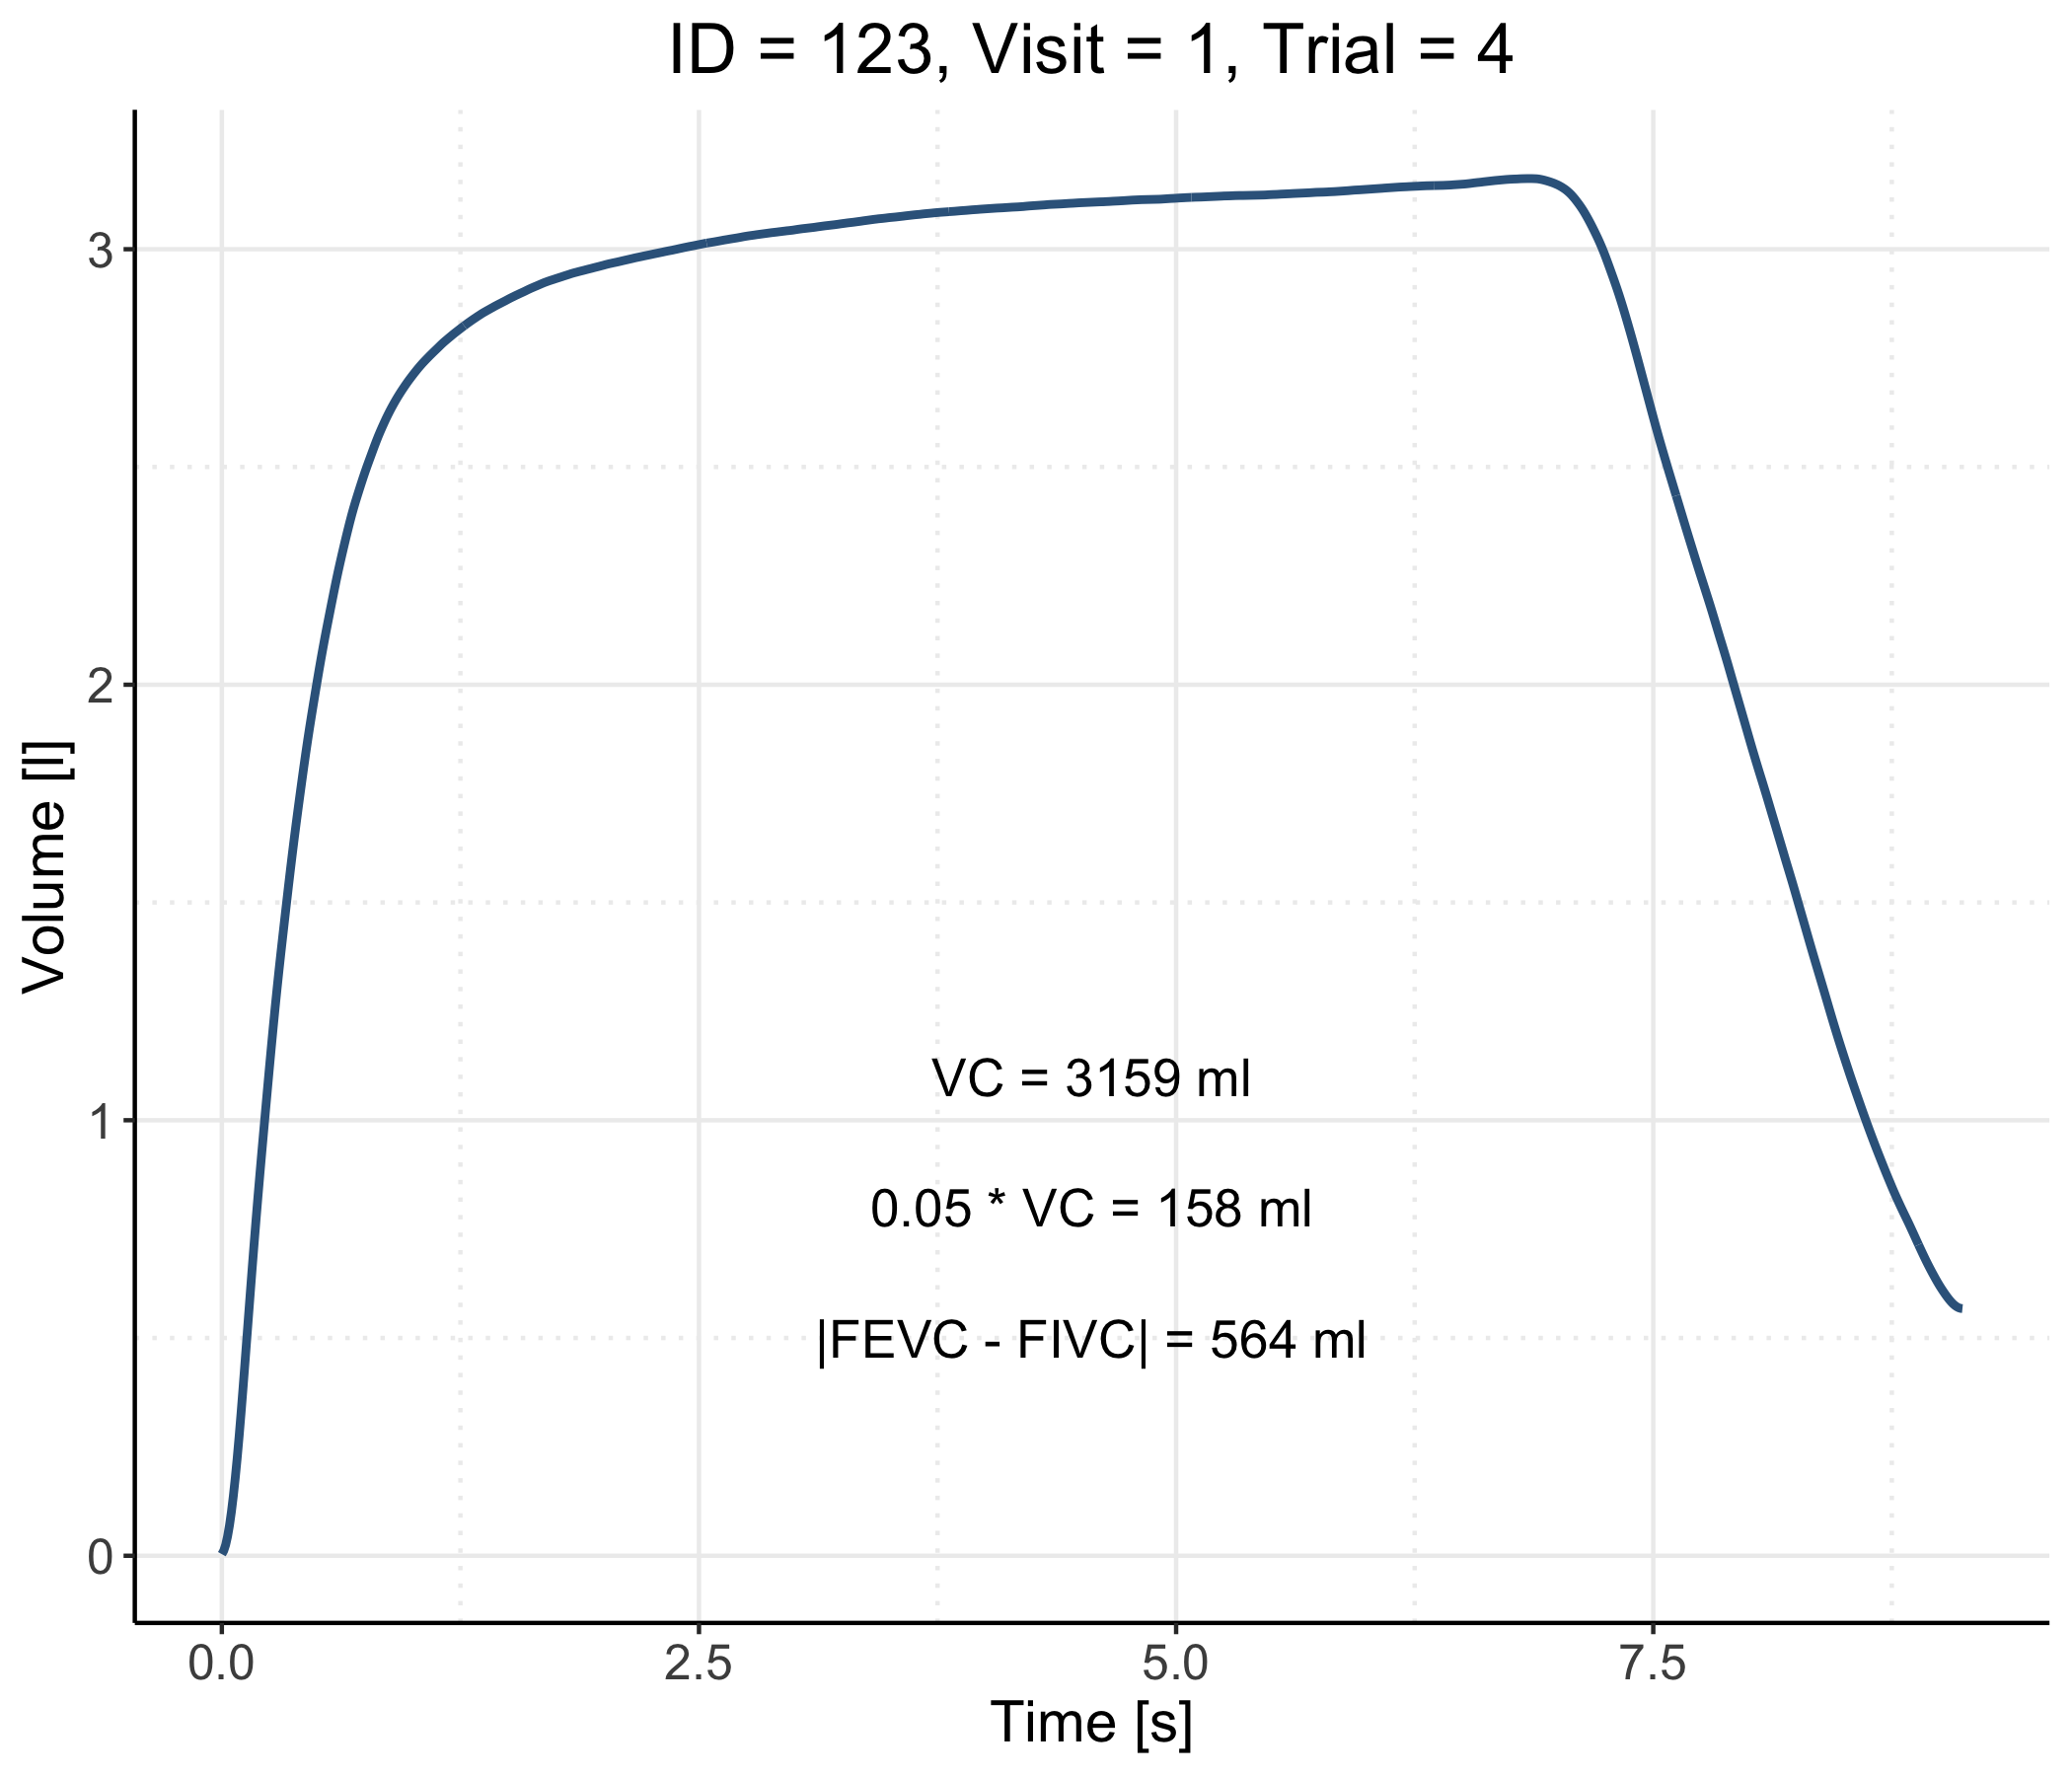 ID = 123, Visit = 1, Trial = 4
3
2
1
0
Volume [l]
VC = 3159 ml
0.05 * VC = 158 ml
|FEVC - FIVC| = 564 ml
0.0 2.5 5.0 7.5
Time [s]